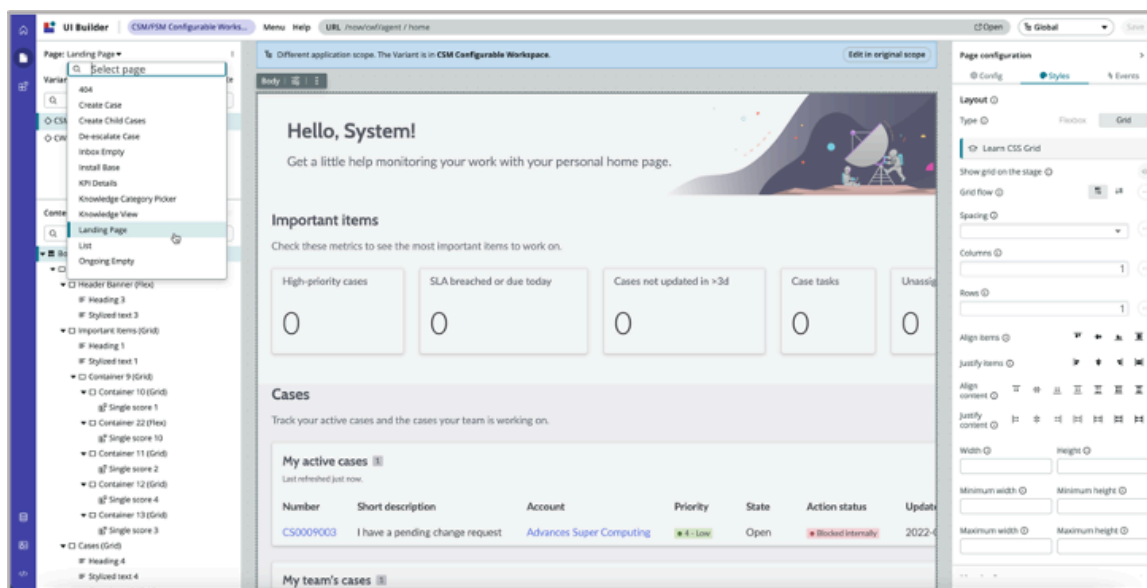 UI Builder
CSM/FSM Configurable Works...
Menu Help
URL /now/cwf/agent / home
Open
Global
Save
Page: Landing Page
Select page
404
Create Case
Create Child Cases
De-escalate Case
Inbox Empty
Install Base
KPI Details
Knowledge Category Picker
Knowledge View
Landing Page
List
Ongoing Empty
Header Banner (Flex)
Heading 3
Stylized text 3
Important Items (Grid)
Heading 1
Stylized text 1
Container 9 (Grid)
Container 10 (Grid)
Single score 1
Container 22 (Flex)
Single score 10
Container 11 (Grid)
Single score 2
Container 12 (Grid)
Single score 4
Container 13 (Grid)
Single score 3
Cases (Grid)
Heading 4
Stylized text 4
Different application scope. The Variant is in CSM Configurable Workspace.
Edit in original scope
Body
Hello, System!
Get a little help monitoring your work with your personal home page.
Important items
Check these metrics to see the most important items to work on.
High-priority cases SLA breached or due today Cases not updated in >3d Case tasks Unassig
0 0 0 0 0
Cases
Track your active cases and the cases your team is working on.
My active cases 1
Last refreshed just now.
Number Short description Account Priority State Action status Update
CS0009003 I have a pending change request Advances Super Computing 4 - Low Open Blocked internally 2022-0
My team's cases
Page configuration
Config Styles Events
Layout
Type Flexbox Grid
Learn CSS Grid
Show grid on the stage
Grid flow
Spacing
Columns
1
Rows
1
Align items
Justify items
Align content
Justify content
Width Height
Minimum width Minimum height
Maximum width Maximum height